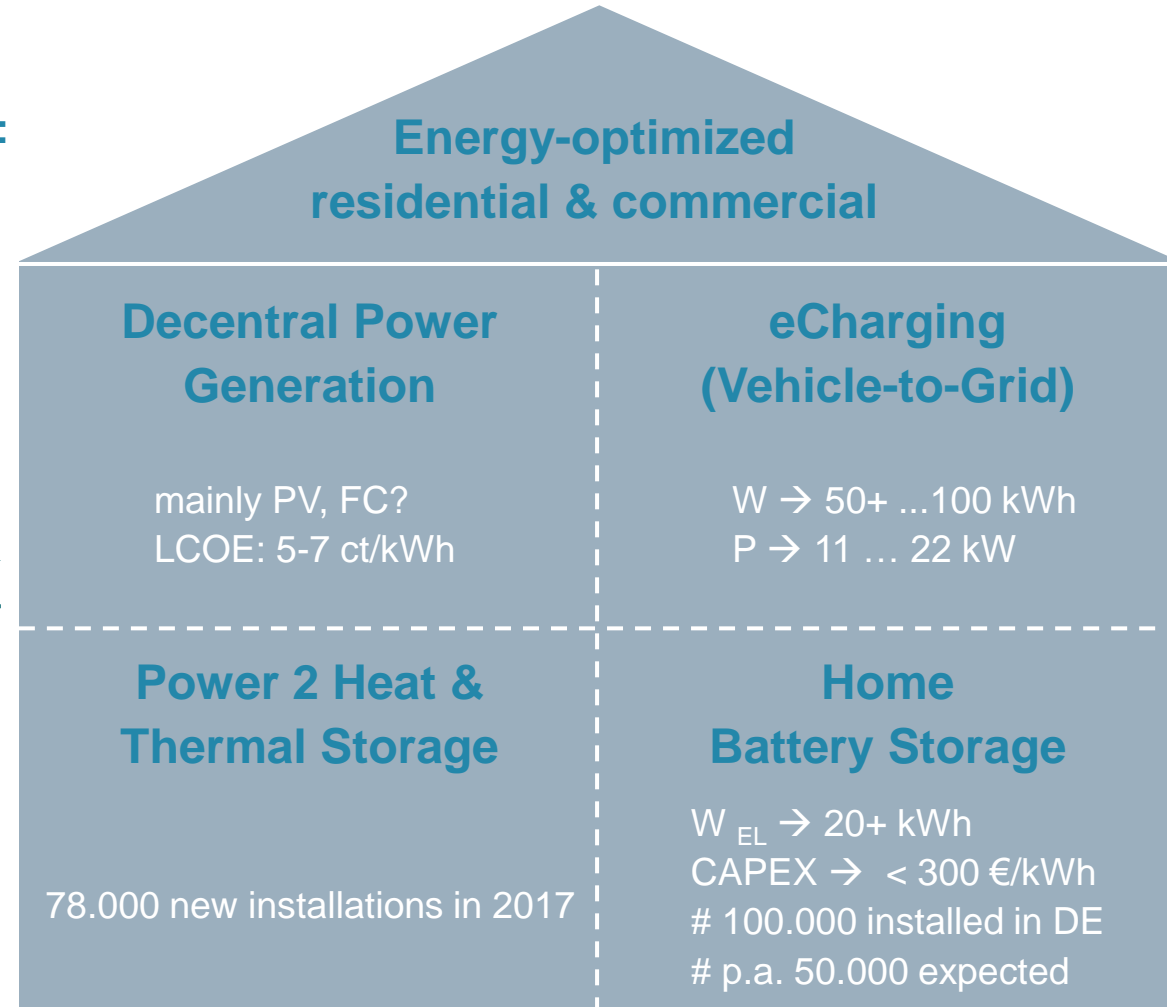 Energy-optimized
residential & commercial
Decentral Power
Generation
mainly PV, FC?
LCOE: 5-7 ct/kWh
eCharging
(Vehicle-to-Grid)
W → 50+ ...100 kWh
P → 11 … 22 kW
Power 2 Heat &
Thermal Storage
78.000 new installations in 2017
Home
Battery Storage
W EL → 20+ kWh
CAPEX → < 300 €/kWh
# 100.000 installed in DE
# p.a. 50.000 expected